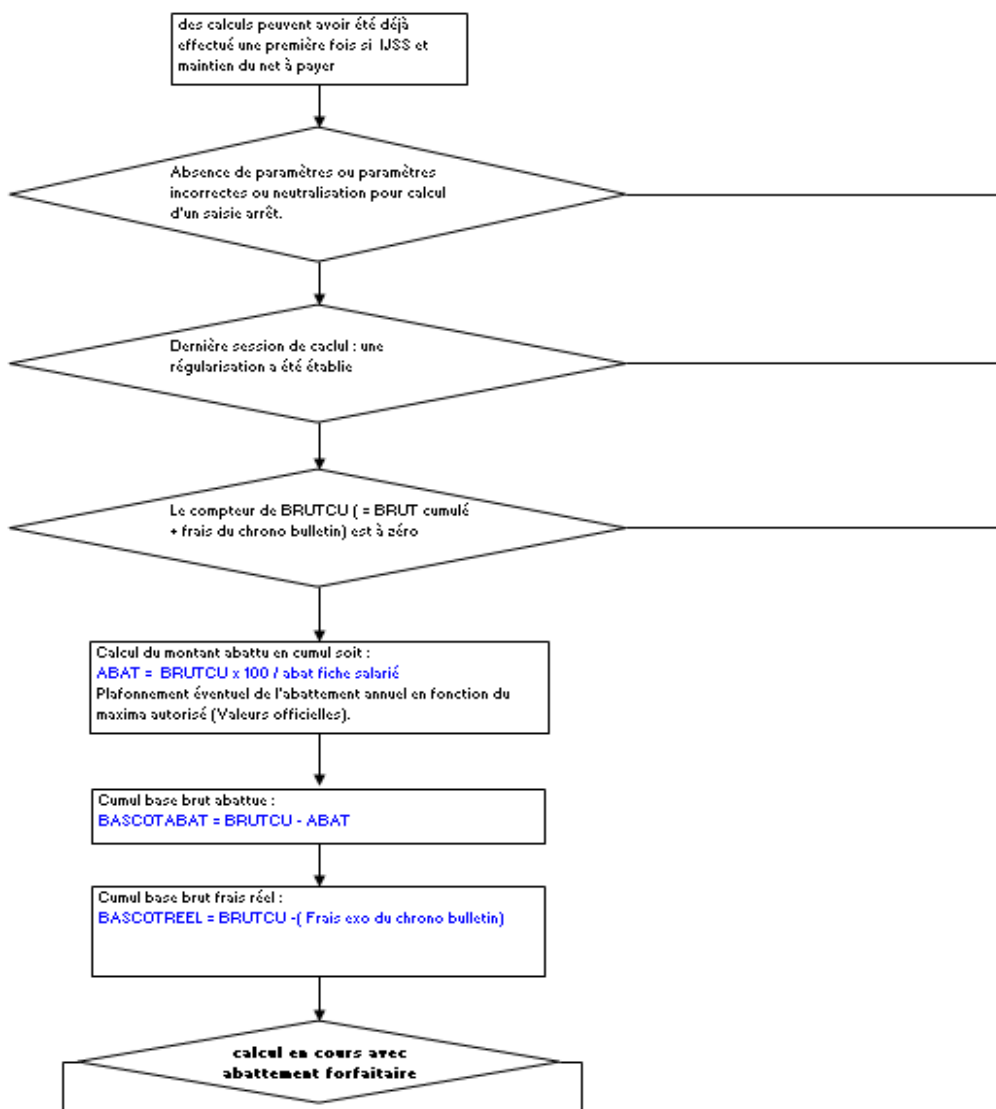 des calculs peuvent avoir été déjà
effectué une première fois si IJSS et
maintien du net à payer
Absence de paramètres ou paramètres
incorrectes ou neutralisation pour calcul
d'un saisie arrêt.
Dernière session de caclul : une
régularisation a été établie
Le compteur de BRUTCU ( = BRUT cumulé
+ frais du chrono bulletin) est à zéro
Calcul du montant abattu en cumul soit :
ABAT = BRUTCU x 100 / abat fiche salarié
Plafonnement éventuel de l'abattement annuel en fonction du
maxima autorisé (Valeurs officielles).
Cumul base brut abattue :
BASCOTABAT = BRUTCU - ABAT
Cumul base brut frais réel :
BASCOTREEL = BRUTCU -( Frais exo du chrono bulletin)
calcul en cours avec
abattement forfaitaire